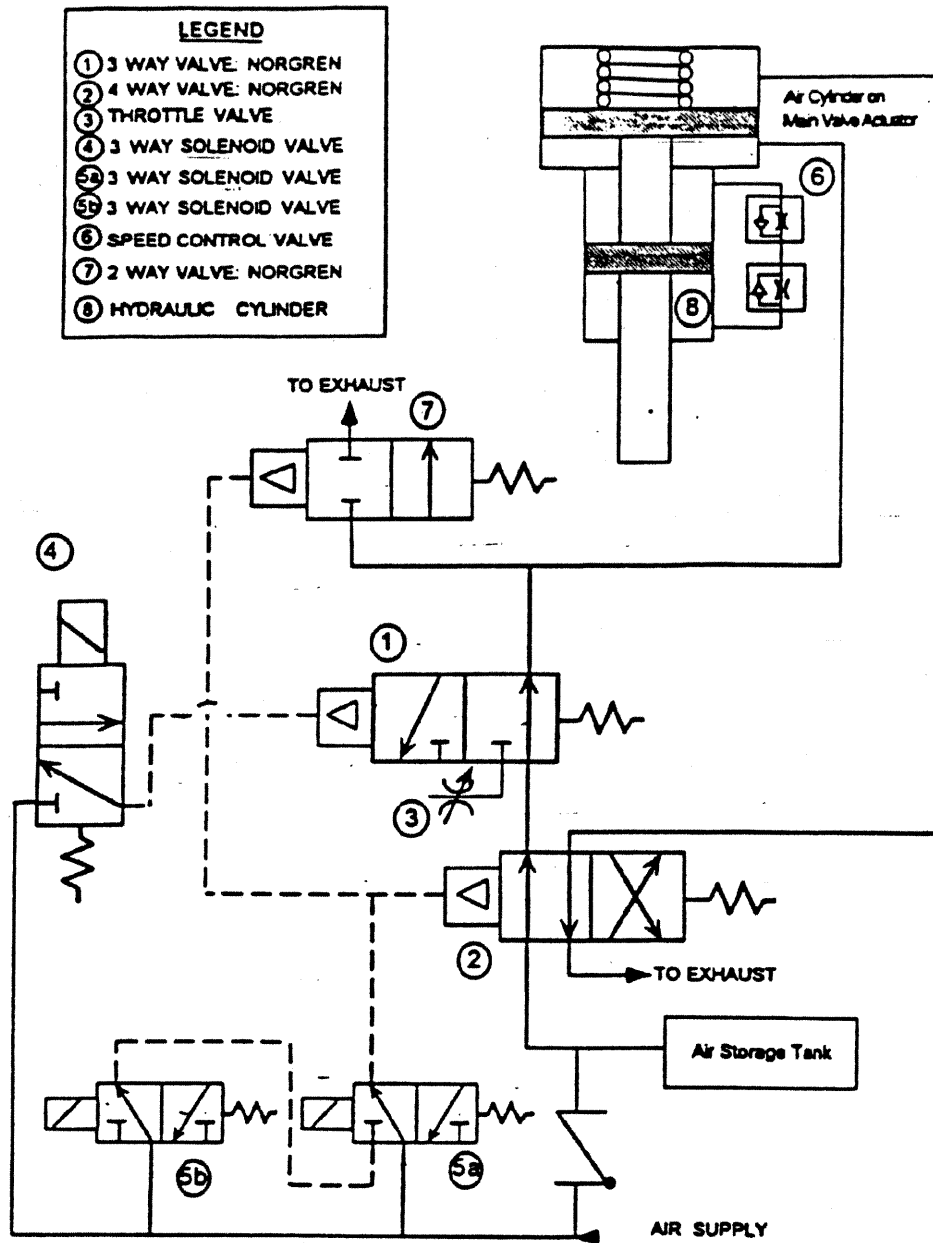 LEGEND
1 3 WAY VALVE: NORGREN
2 4 WAY VALVE: NORGREN
3 THROTTLE VALVE
4 3 WAY SOLENOID VALVE
5a 3 WAY SOLENOID VALVE
5b 3 WAY SOLENOID VALVE
6 SPEED CONTROL VALVE
7 2 WAY VALVE: NORGREN
8 HYDRAULIC CYLINDER
Air Cylinder on
Main Valve Actuator
6
8
TO EXHAUST
7
4
1
3
2
TO EXHAUST
Air Storage Tank
5b
5a
AIR SUPPLY